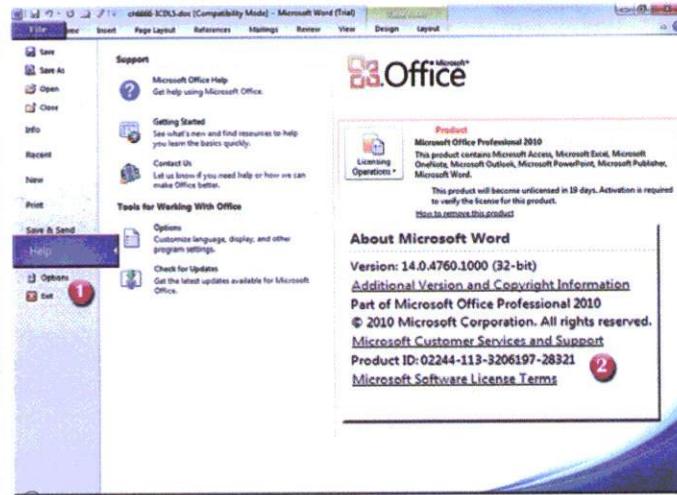 ch6666-ICDL5-doc [Compatibility Mode] - Microsoft Word (Trial)
File Insert Page Layout References Mailings Review View Design Layout
Save
Save As
Open
Close
Info
Recent
New
Print
Save & Send
Help
Options
Exit
1
Support
Microsoft Office Help
Get help using Microsoft Office.
Getting Started
See what's new and find resources to help
you learn the basics quickly.
Contact Us
Let us know if you need help or how we can
make Office better.
Tools for Working With Office
Options
Customize language, display, and other
program settings.
Check for Updates
Get the latest updates available for Microsoft
Office.
Microsoft
Office
Licensing
Operations
Product
Microsoft Office Professional 2010
This product contains Microsoft Access, Microsoft Excel, Microsoft
OneNote, Microsoft Outlook, Microsoft PowerPoint, Microsoft Publisher,
Microsoft Word.
This product will become unlicensed in 19 days. Activation is required
to verify the license for this product.
How to remove this product
About Microsoft Word
Version: 14.0.4760.1000 (32-bit)
Additional Version and Copyright Information
Part of Microsoft Office Professional 2010
© 2010 Microsoft Corporation. All rights reserved.
Microsoft Customer Services and Support
Product ID: 02244-113-3206197-28321
Microsoft Software License Terms
2